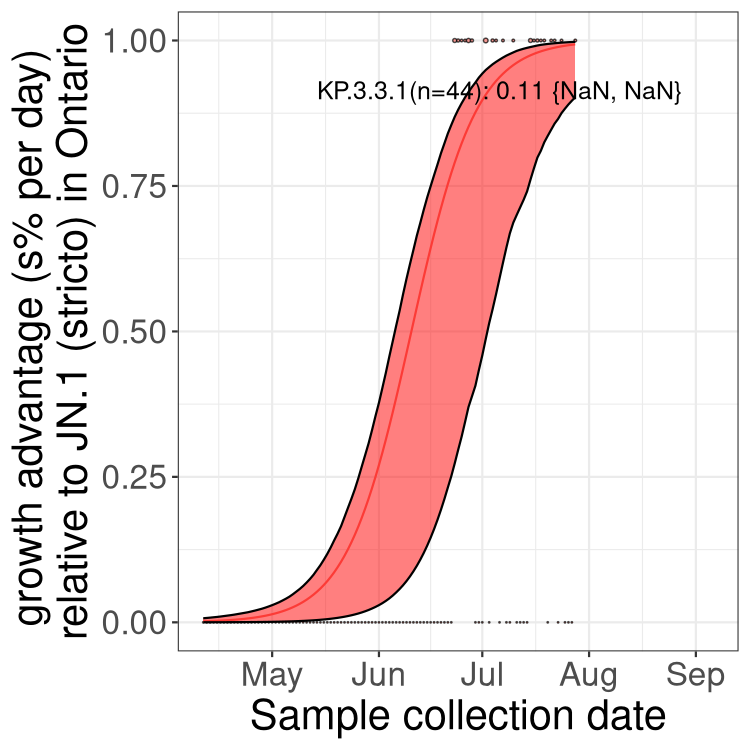 growth advantage (s% per day)
relative to JN.1 (stricto) in Ontario
1.00
0.75
0.50
0.25
0.00
KP.3.3.1(n=44): 0.11 {NaN, NaN}
May Jun Jul Aug Sep
Sample collection date